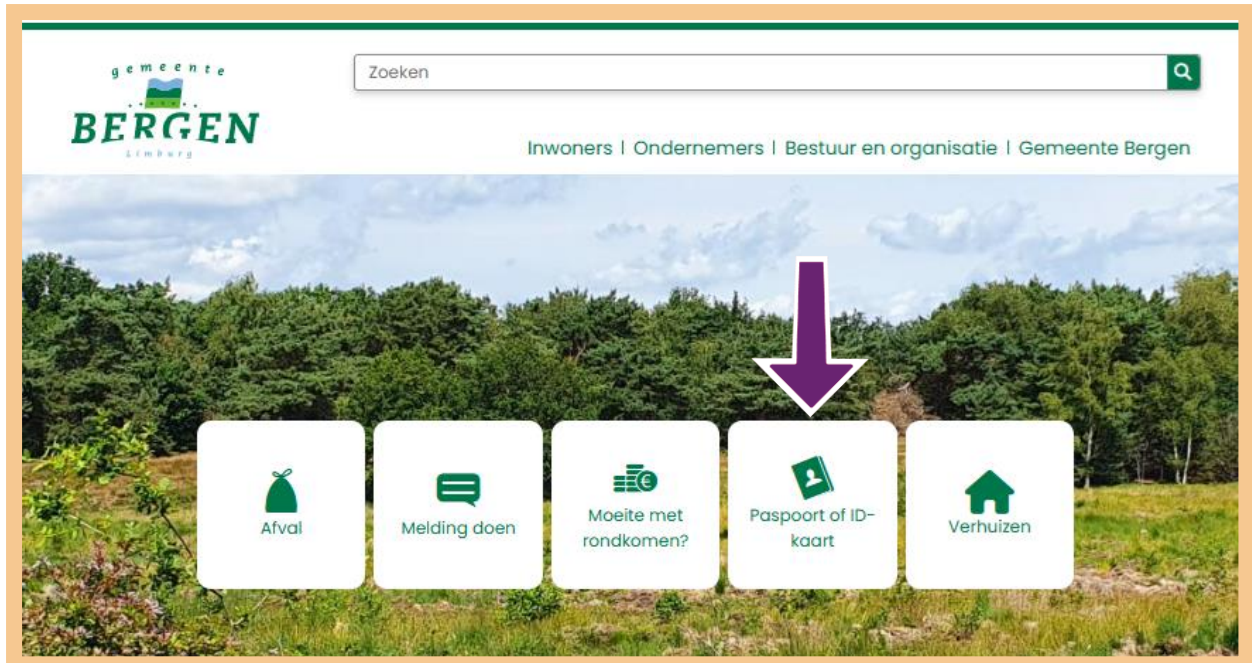 gemeente
BERGEN
Limburg
Zoeken
Inwoners | Ondernemers | Bestuur en organisatie | Gemeente Bergen
Afval
Melding doen
Moeite met
rondkomen?
€
Paspoort of ID-
kaart
Verhuizen